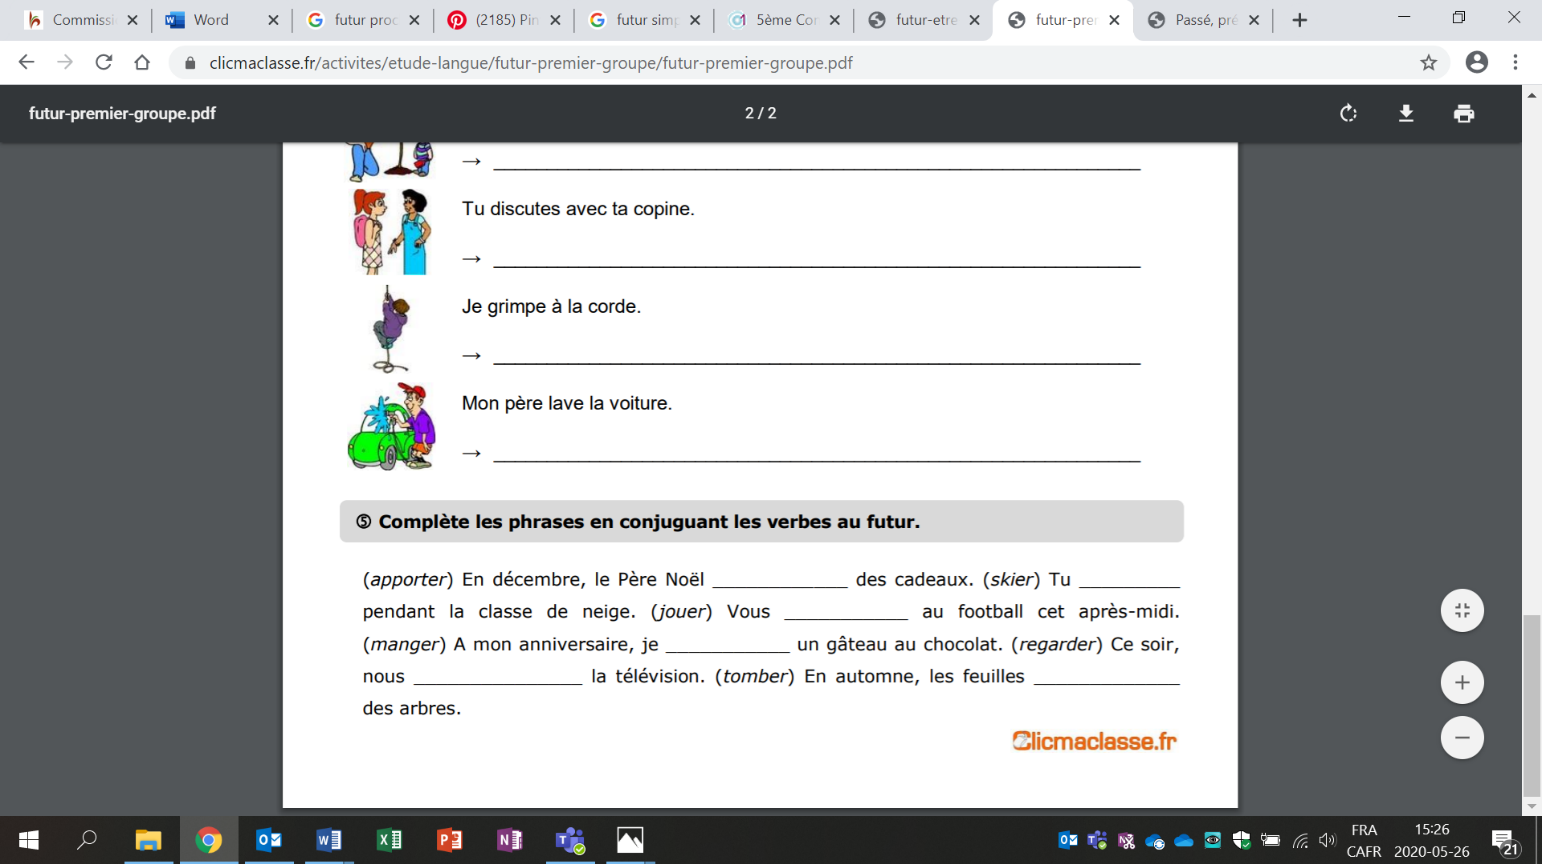 Commissi
Word
futur proc
(2185) Pin
futur simp
5ème Cor
futur-etre
futur-prem
Passé, pré
clicmaclasse.fr/activites/etude-langue/futur-premier-groupe/futur-premier-groupe.pdf
futur-premier-groupe.pdf
2 / 2
→ ____________________
Tu discutes avec ta copine.
→ ____________________
Je grimpe à la corde.
→ ____________________
Mon père lave la voiture.
→ ____________________
⑤ Complète les phrases en conjuguant les verbes au futur.
(apporter) En décembre, le Père Noël ____________ des cadeaux. (skier) Tu _________
pendant la classe de neige. (jouer) Vous ___________ au football cet après-midi.
(manger) A mon anniversaire, je ___________ un gâteau au chocolat. (regarder) Ce soir,
nous _______________ la télévision. (tomber) En automne, les feuilles _____________
des arbres.
Clicmaclasse.fr
FRA
CAFR
15:26
2020-05-26
21